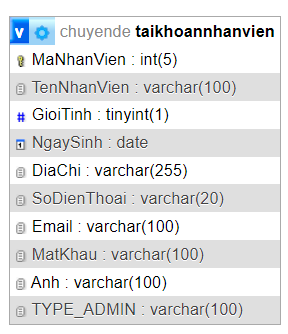 v chuyende taikhoannhanvien
MaNhanVien : int(5)
TenNhanVien : varchar(100)
# GioiTinh : tinyint(1)
NgaySinh : date
DiaChi : varchar(255)
SoDienThoai : varchar(20)
Email : varchar(100)
MatKhau : varchar(100)
Anh : varchar(100)
TYPE_ADMIN : varchar(100)